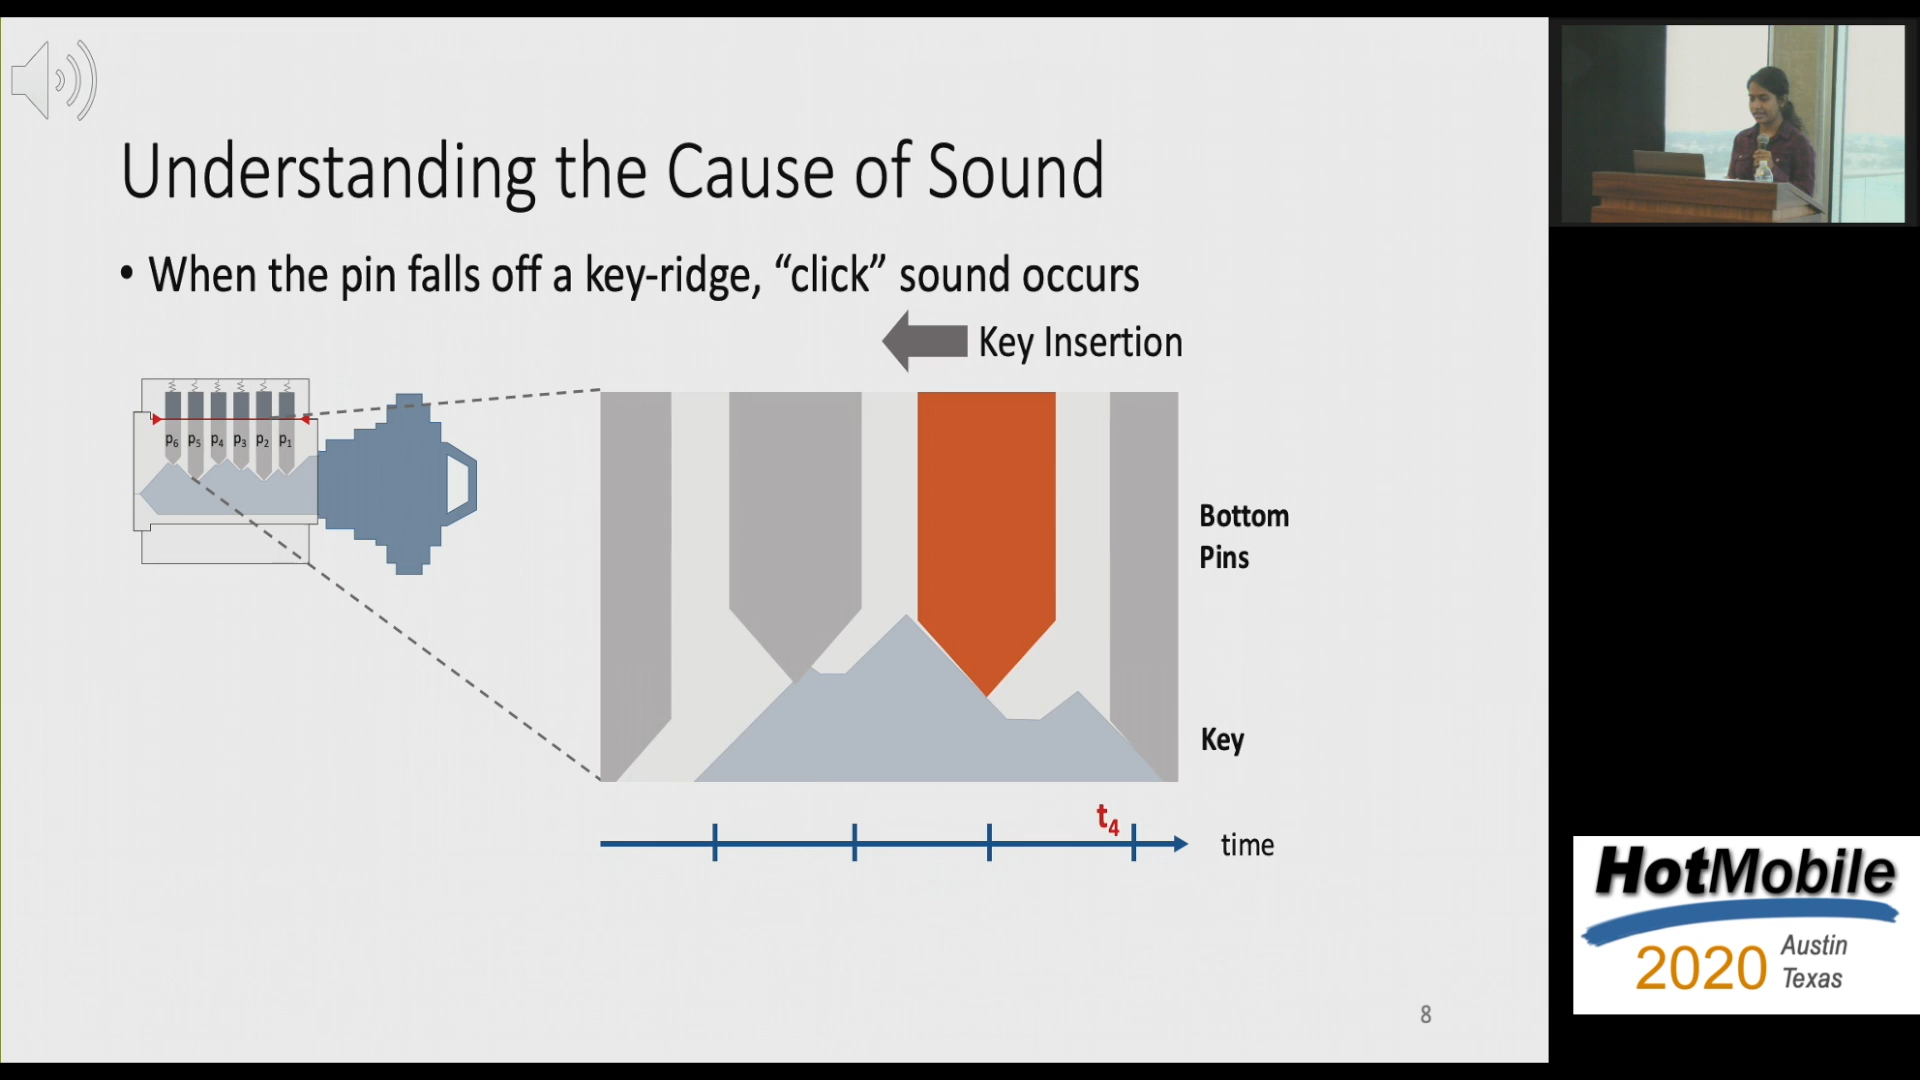 Understanding the Cause of Sound
• When the pin falls off a key-ridge, “click” sound occurs
Key Insertion
p6 p5 p4 p3 p2 p1
Bottom
Pins
Key
t4
time
8
HotMobile
2020 Austin
Texas